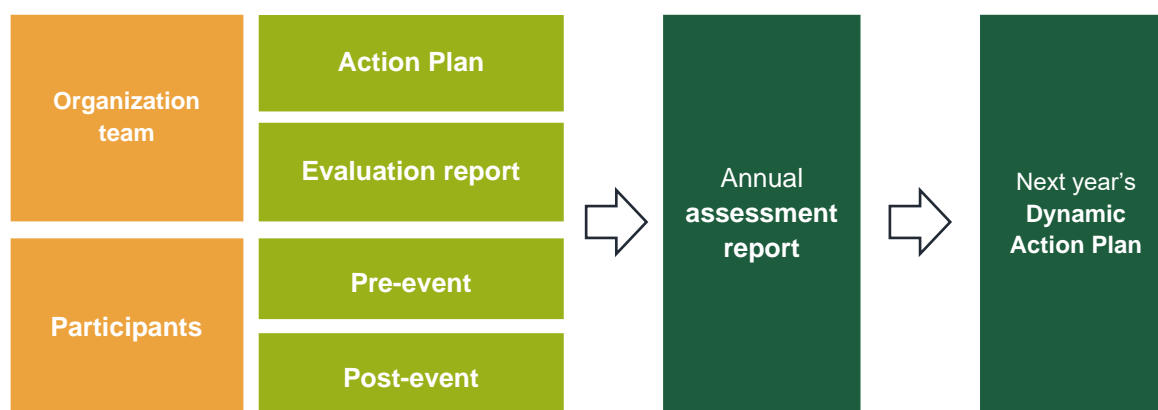 Organization
team
Action Plan
Evaluation report
Participants
Pre-event
Post-event
Annual
assessment
report
Next year’s
Dynamic
Action Plan